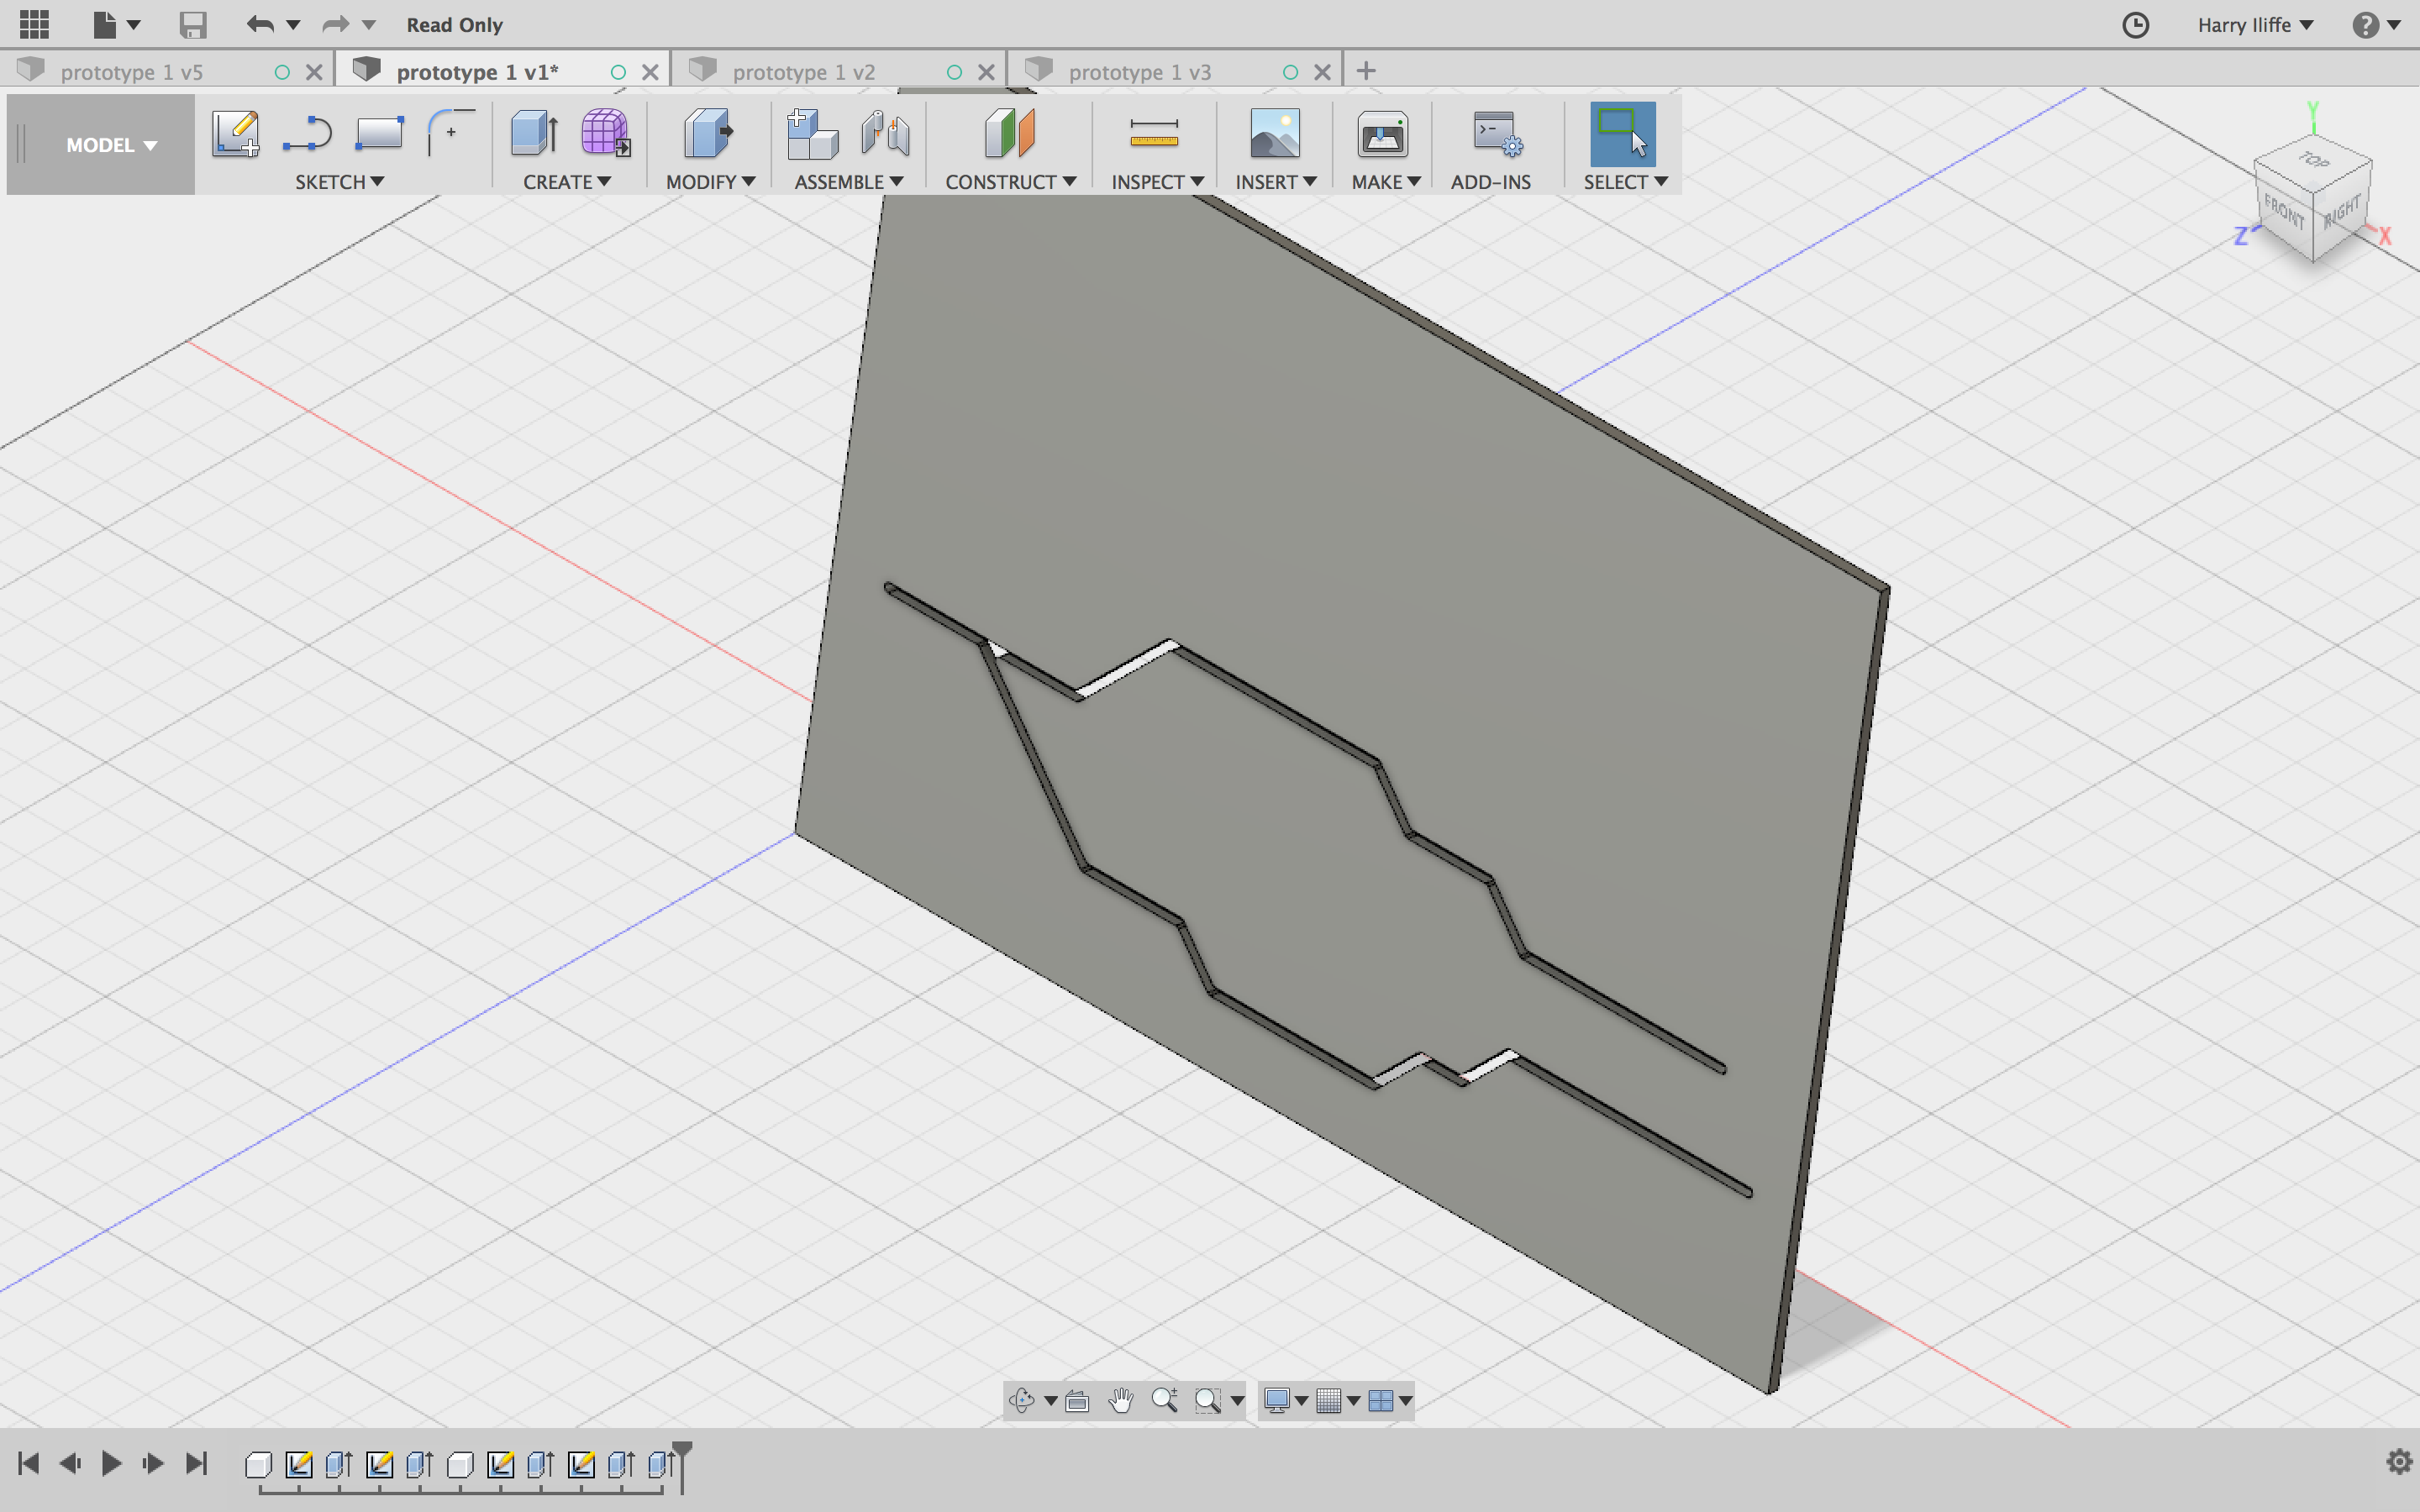 Read Only
Harry Iliffe
?
prototype 1 v5
prototype 1 v1*
prototype 1 v2
prototype 1 v3
MODEL
SKETCH
CREATE
MODIFY
ASSEMBLE
CONSTRUCT
INSPECT
INSERT
MAKE
ADD-INS
SELECT
Y
TOP
FRONT
RIGHT
Z
X